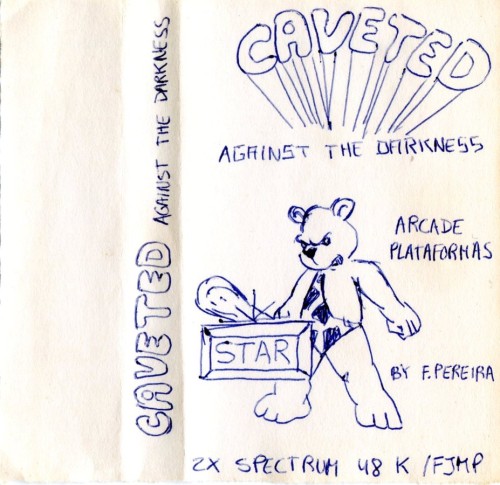 CAVETED
AGAINST THE DARKNESS
CAVETED
AGAINST THE DARKNESS
ARCADE
PLATAFORMAS
STAR
BY F. PEREIRA
ZX SPECTRUM 48 K /FJMP